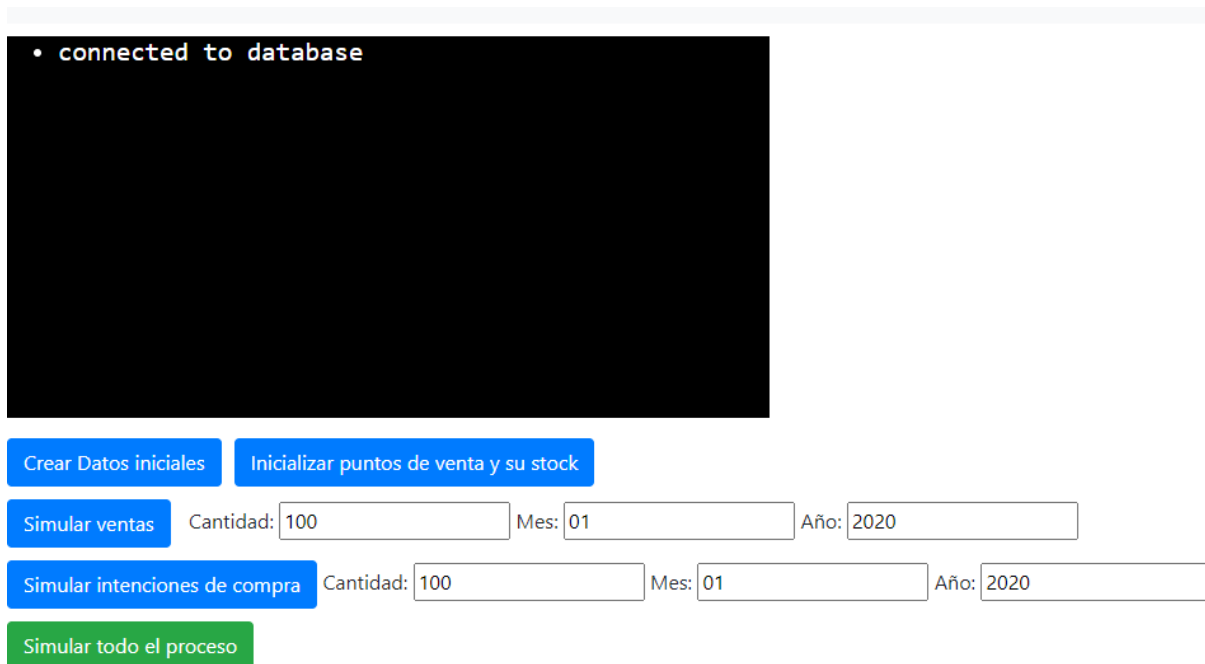 • connected to database
Crear Datos iniciales Inicializar puntos de venta y su stock
Simular ventas Cantidad: 100 Mes: 01 Año: 2020
Simular intenciones de compra Cantidad: 100 Mes: 01 Año: 2020
Simular todo el proceso